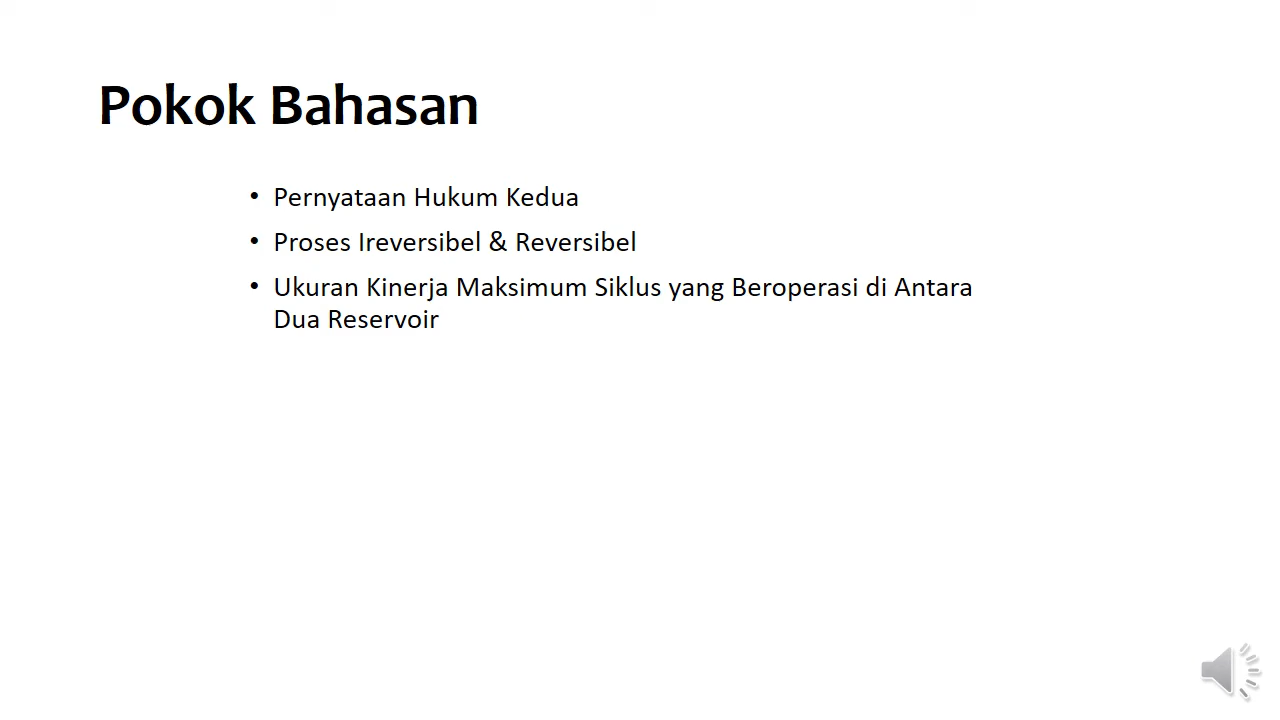 Pokok Bahasan
• Pernyataan Hukum Kedua
• Proses Ireversibel & Reversibel
• Ukuran Kinerja Maksimum Siklus yang Beroperasi di Antara
Dua Reservoir